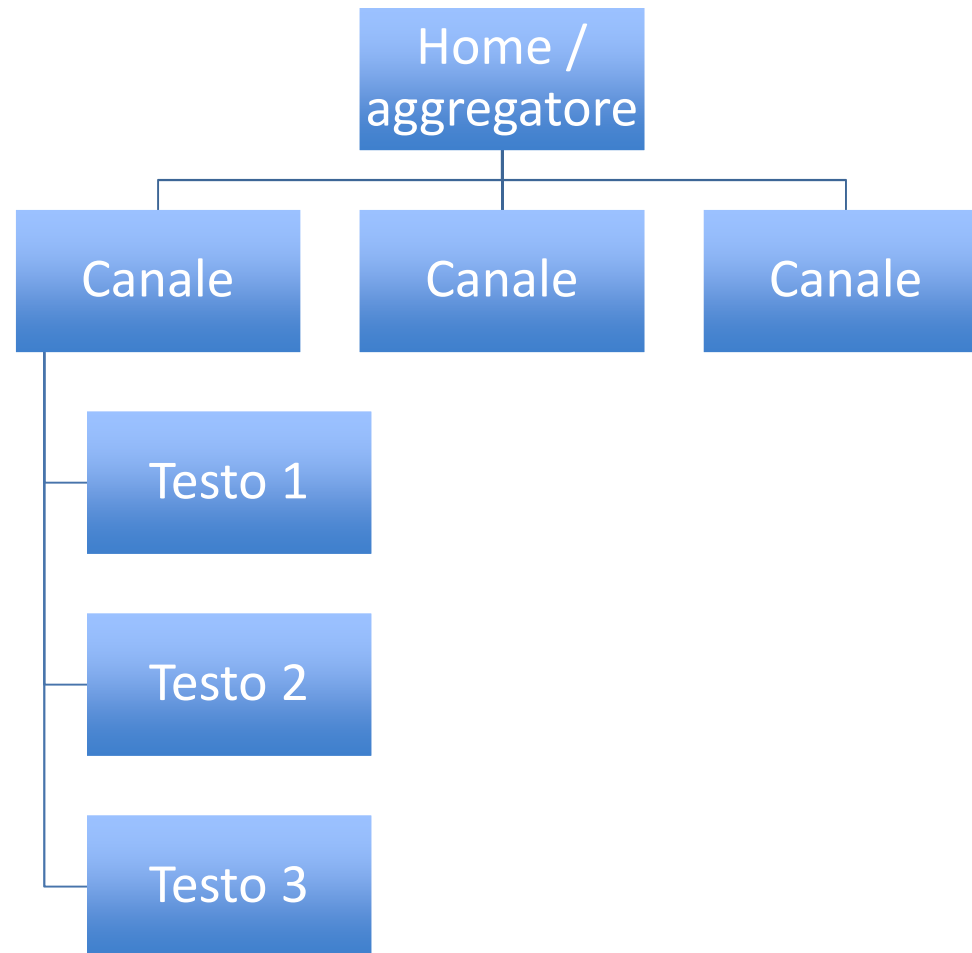 Home /
aggregatore
Canale
Canale
Canale
Testo 1
Testo 2
Testo 3